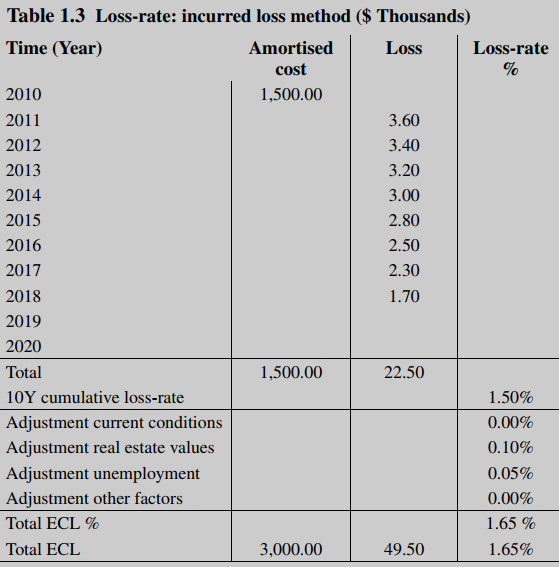 Table 1.3 Loss-rate: incurred loss method ($ Thousands)
Time (Year) Amortised cost Loss Loss-rate %
2010 1,500.00
2011 3.60
2012 3.40
2013 3.20
2014 3.00
2015 2.80
2016 2.50
2017 2.30
2018 1.70
2019
2020
Total 1,500.00 22.50
10Y cumulative loss-rate 1.50%
Adjustment current conditions 0.00%
Adjustment real estate values 0.10%
Adjustment unemployment 0.05%
Adjustment other factors 0.00%
Total ECL % 1.65 %
Total ECL 3,000.00 49.50 1.65%